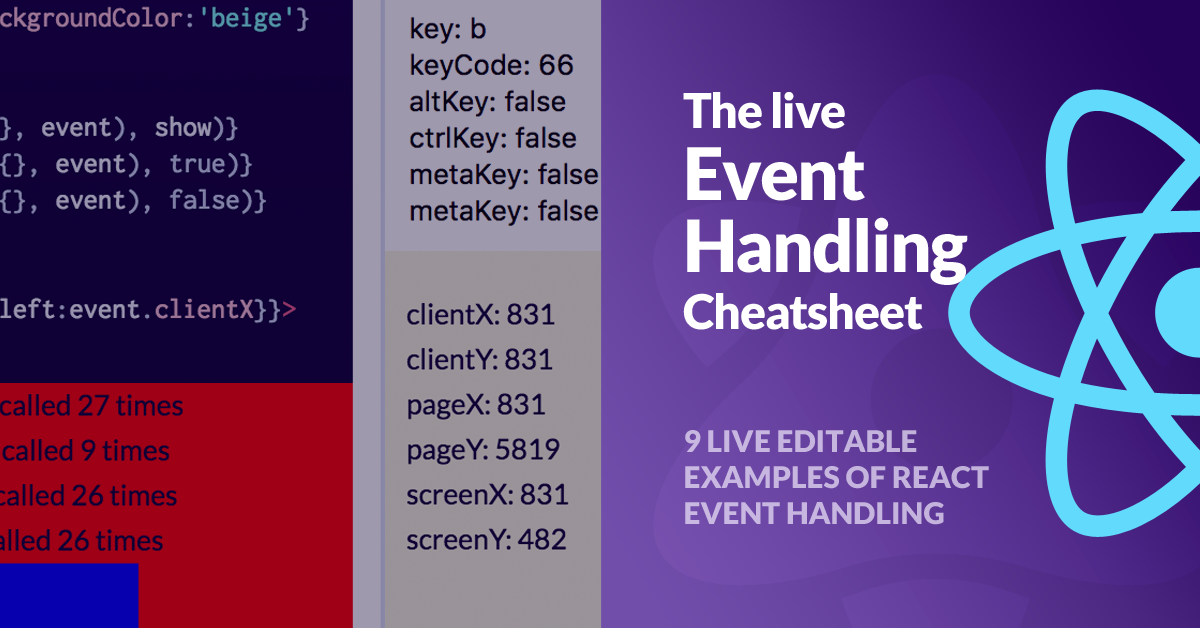 ckgroundColor:'beige'}
}, event), show)}
{}, event), true)}
{}, event), false)}
left:event.clientX}}>
called 27 times
called 9 times
called 26 times
alled 26 times
key: b
keyCode: 66
altKey: false
ctrlKey: false
metaKey: false
metaKey: false
clientX: 831
clientY: 831
pageX: 831
pageY: 5819
screenX: 831
screenY: 482
The live
Event
Handling
Cheatsheet
9 LIVE EDITABLE
EXAMPLES OF REACT
EVENT HANDLING